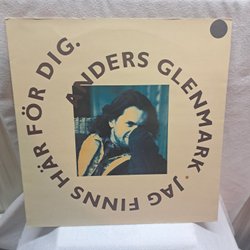 ANDERS GLENMARK · JAG FINNS HÄR FÖR DIG.